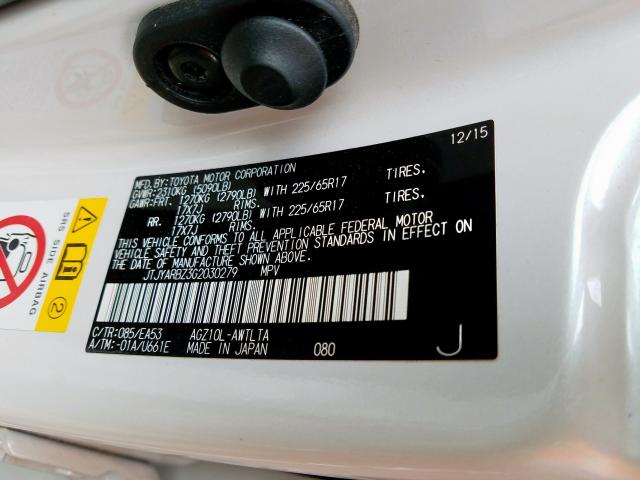 12/15
MFD. BY: TOYOTA MOTOR CORPORATION
GVWR: 2310KG (5090LB)
GAWR: FRT. 1270KG (2790LB) WITH 225/65R17 TIRES.
17X7J RIMS.
RR. 1270KG (2790LB) WITH 225/65R17 TIRES.
17X7J RIMS.
THIS VEHICLE CONFORMS TO ALL APPLICABLE FEDERAL MOTOR
VEHICLE SAFETY AND THEFT PREVENTION STANDARDS IN EFFECT ON
THE DATE OF MANUFACTURE SHOWN ABOVE.
JTJYARBZ3G2030279 MPV
C/TR: 085/EA53 AGZ10L-AWTLTA
A/TM: -01A/U661E MADE IN JAPAN 080 J
SRS SIDE AIRBAG
2